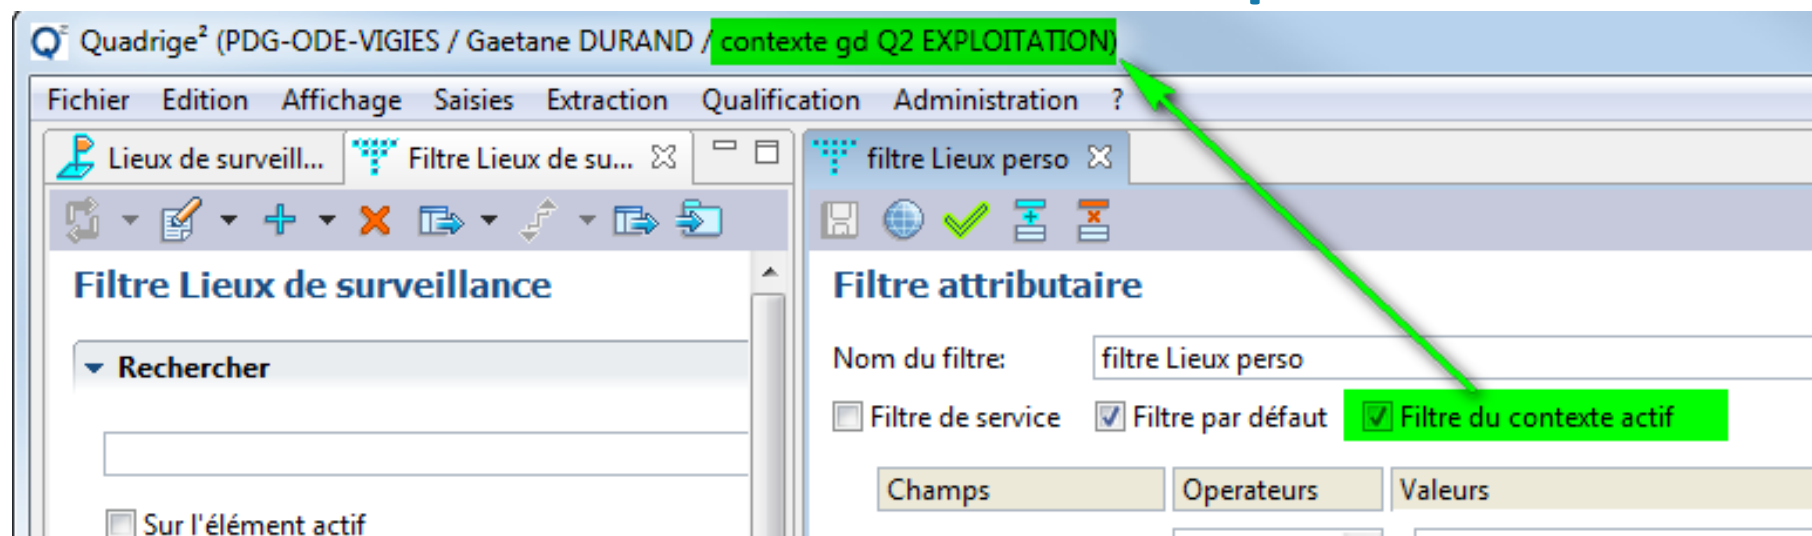 Quadrige² (PDG-ODE-VIGIES / Gaetane DURAND / contexte gd Q2 EXPLOITATION)
Fichier Edition Affichage Saisies Extraction Qualification Administration ?
Lieux de surveill... Filtre Lieux de su... filtre Lieux perso
Filtre Lieux de surveillance
Rechercher
Sur l'élément actif
Filtre attributaire
Nom du filtre: filtre Lieux perso
Filtre de service Filtre par défaut Filtre du contexte actif
Champs Operateurs Valeurs